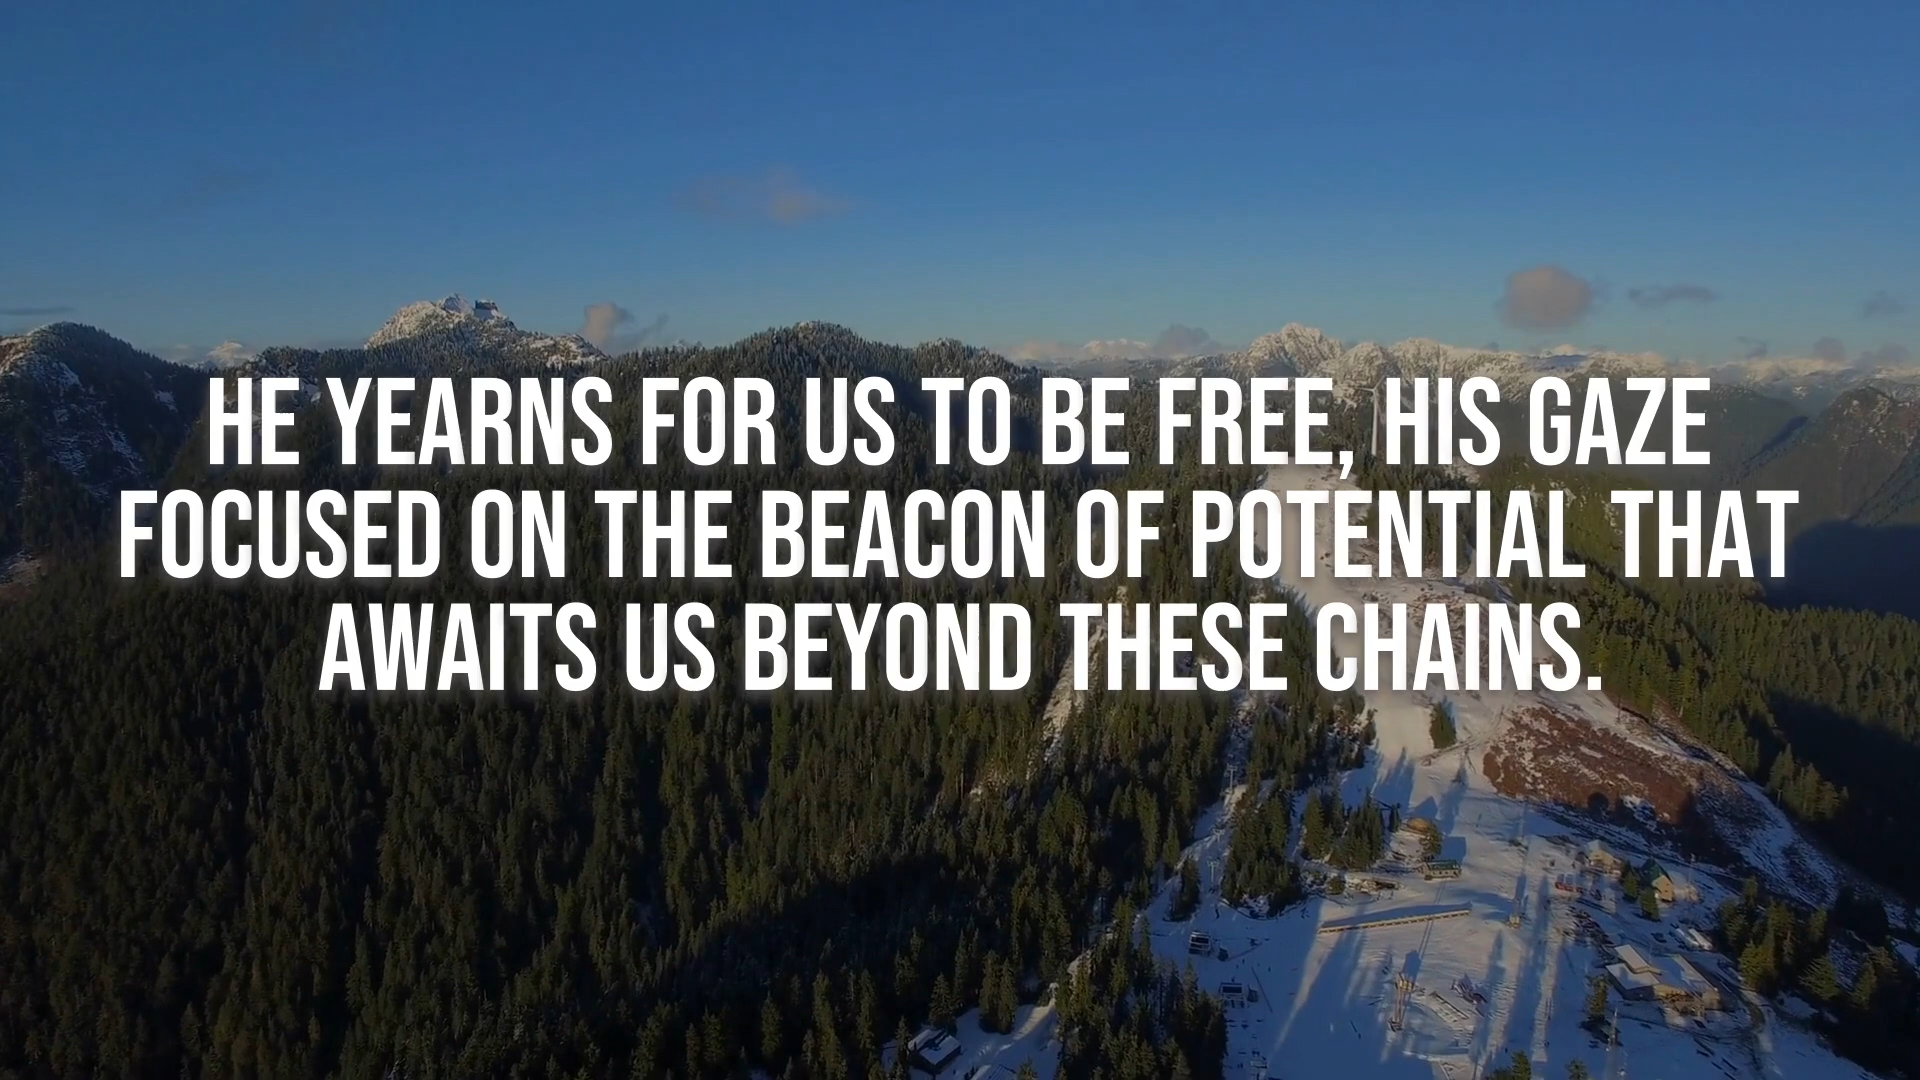 HE YEARNS FOR US TO BE FREE, HIS GAZE
FOCUSED ON THE BEACON OF POTENTIAL THAT
AWAITS US BEYOND THESE CHAINS.